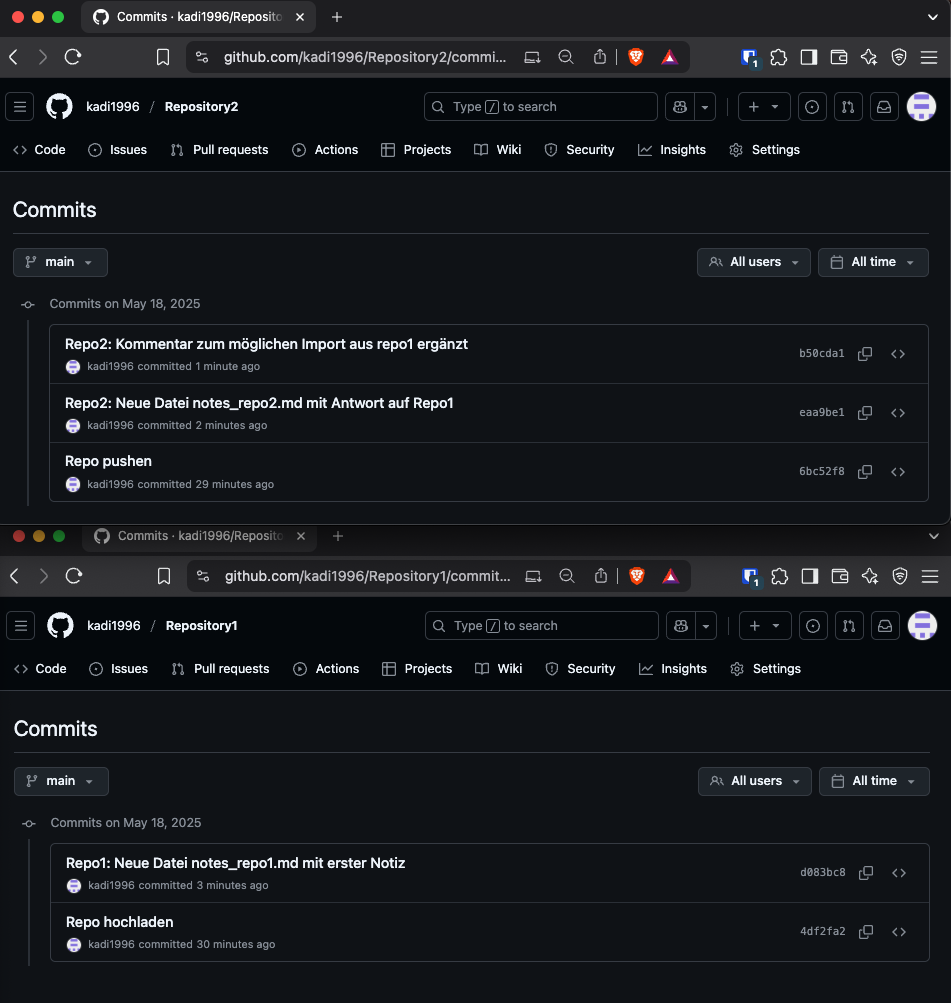 Commits · kadi1996/Reposito
github.com/kadi1996/Repository2/commi...
1
kadi1996 / Repository2
Type / to search
Code
Issues
Pull requests
Actions
Projects
Wiki
Security
Insights
Settings
Commits
main
All users
All time
Commits on May 18, 2025
Repo2: Kommentar zum möglichen Import aus repo1 ergänzt
b50cda1
kadi1996 committed 1 minute ago
Repo2: Neue Datei notes_repo2.md mit Antwort auf Repo1
eaa9be1
kadi1996 committed 2 minutes ago
Repo pushen
6bc52f8
kadi1996 committed 29 minutes ago
Commits · kadi1996/Reposito
github.com/kadi1996/Repository1/commit...
1
kadi1996 / Repository1
Type / to search
Code
Issues
Pull requests
Actions
Projects
Wiki
Security
Insights
Settings
Commits
main
All users
All time
Commits on May 18, 2025
Repo1: Neue Datei notes_repo1.md mit erster Notiz
d083bc8
kadi1996 committed 3 minutes ago
Repo hochladen
4df2fa2
kadi1996 committed 30 minutes ago